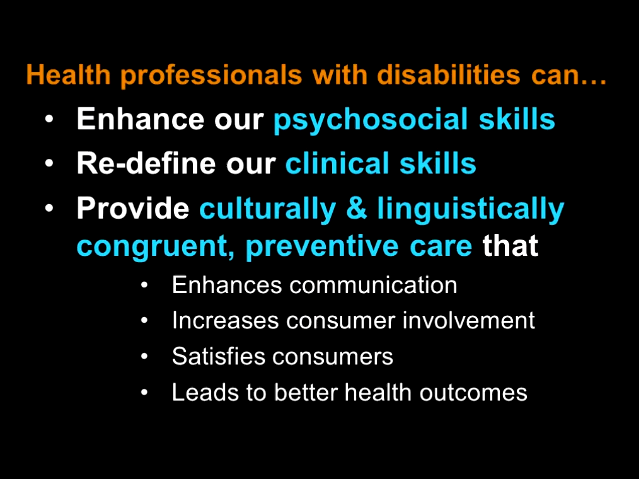 Health professionals with disabilities can…
• Enhance our psychosocial skills
• Re-define our clinical skills
• Provide culturally & linguistically
congruent, preventive care that
• Enhances communication
• Increases consumer involvement
• Satisfies consumers
• Leads to better health outcomes